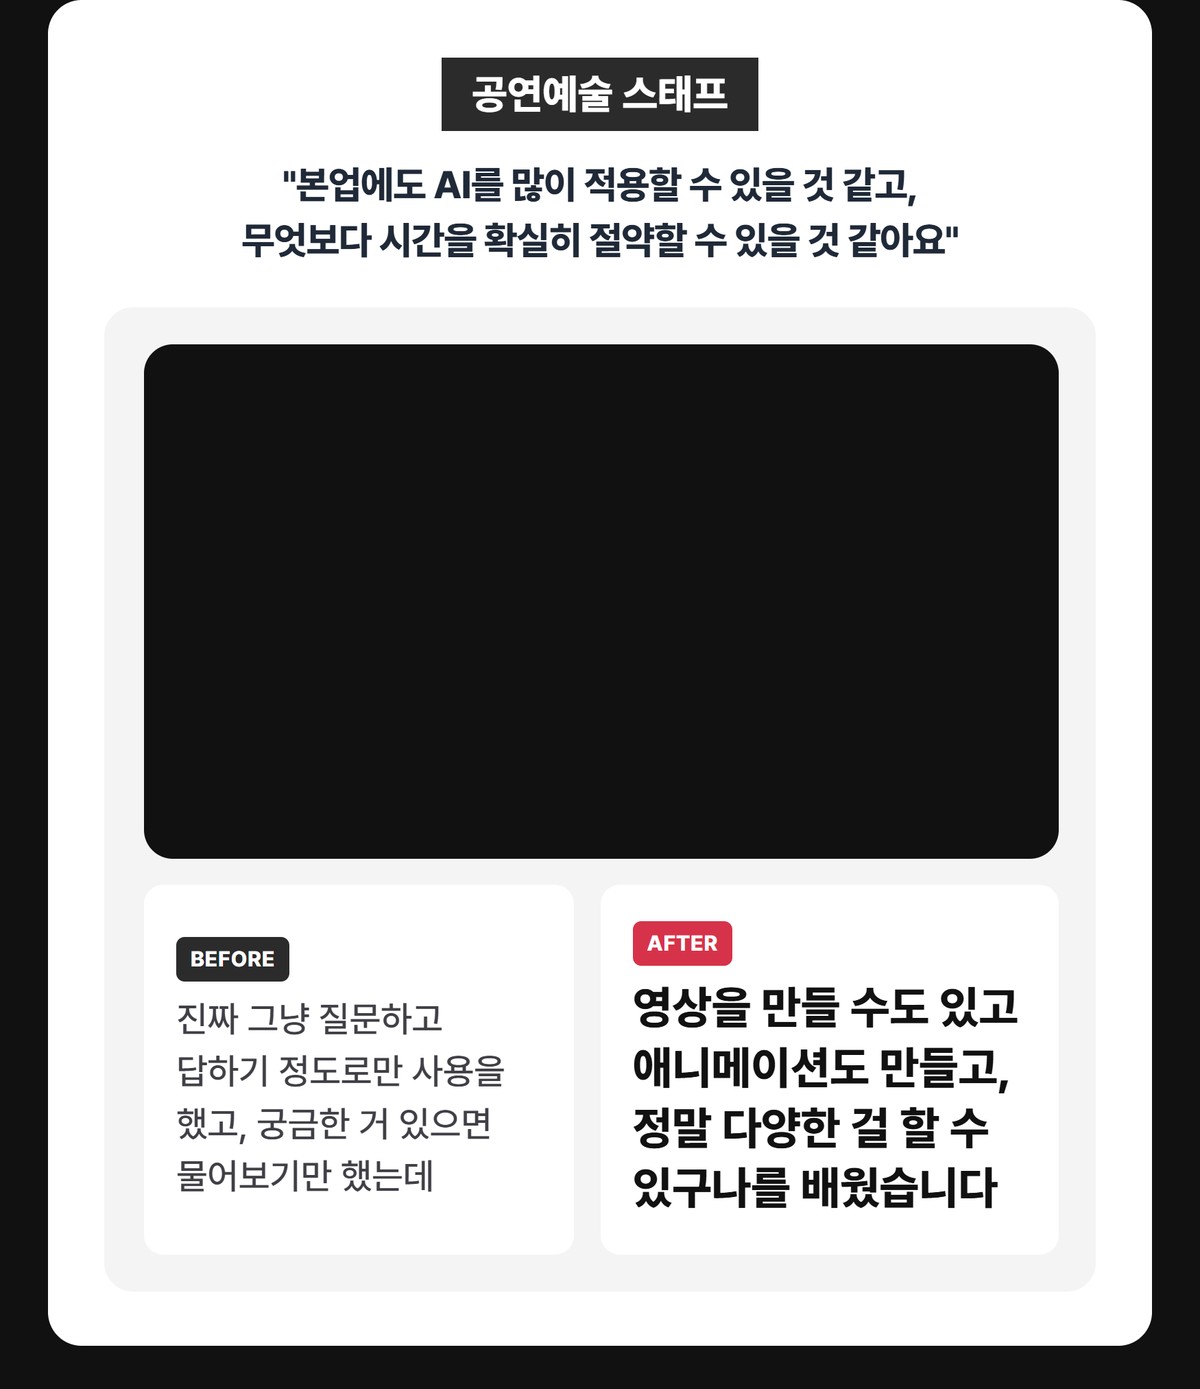 공연예술 스태프
"본업에도 AI를 많이 적용할 수 있을 것 같고,
무엇보다 시간을 확실히 절약할 수 있을 것 같아요"
BEFORE
진짜 그냥 질문하고
답하기 정도로만 사용을
했고, 궁금한 거 있으면
물어보기만 했는데
AFTER
영상을 만들 수도 있고
애니메이션도 만들고,
정말 다양한 걸 할 수
있구나를 배웠습니다